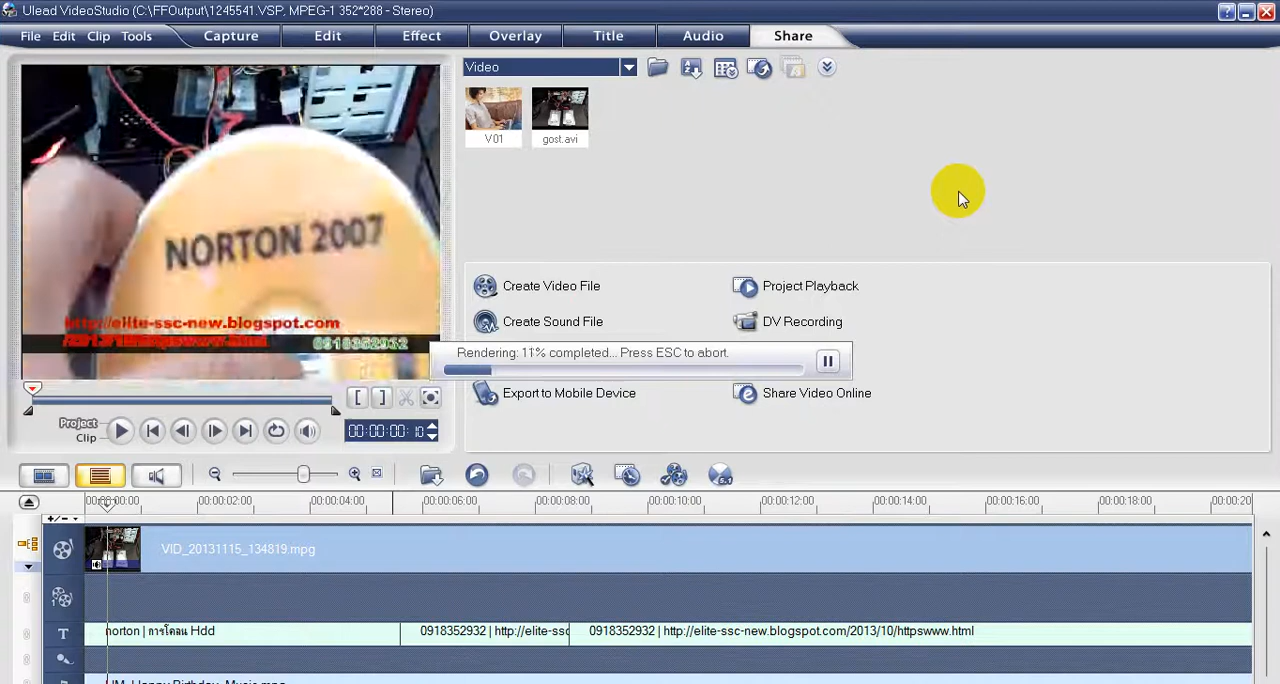 Ulead VideoStudio (C:\FFOutput\1245541.VSP, MPEG-1 352*288 - Stereo)
File Edit Clip Tools Capture Edit Effect Overlay Title Audio Share
Video
V01 gost.avi
NORTON 2007
http://elite-ssc-new.blogspot.com
0918352932
Create Video File Project Playback
Create Sound File DV Recording
Rendering: 11% completed... Press ESC to abort.
Export to Mobile Device Share Video Online
Project
Clip
00:00:00: 10
00:00:00:00 00:00:02:00 00:00:04:00 00:00:06:00 00:00:08:00 00:00:10:00 00:00:12:00 00:00:14:00 00:00:16:00 00:00:18:00 00:00:20
VID_20131115_134819.mpg
norton | การโคลน Hdd 0918352932 | http://elite-ssc 0918352932 | http://elite-ssc-new.blogspot.com/2013/10/httpswww.html